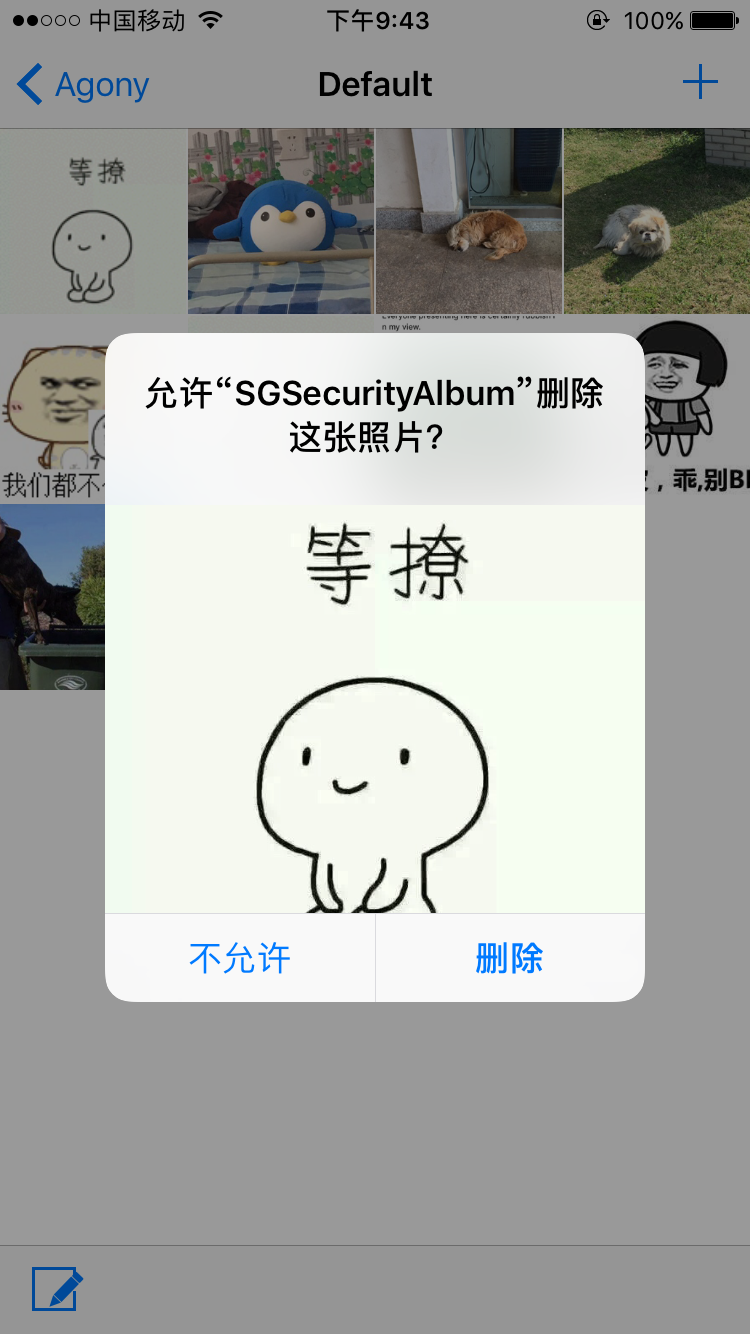 中国移动
下午9:43
100%
Agony
Default
等撩
Everyone presenting here is certainly rubbish i
n my view.
我们都不
，乖,别BI
允许“SGSecurityAlbum”删除
这张照片?
等撩
不允许
删除